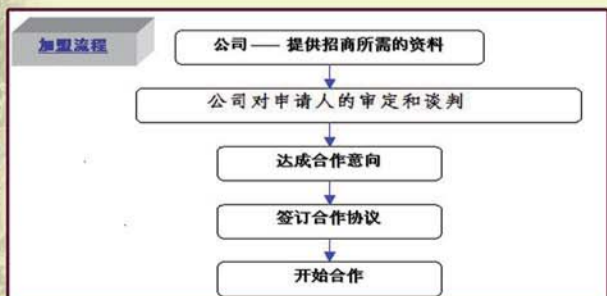 加盟流程
公司—— 提供招商所需的资料
公司对申请人的审定和谈判
达成合作意向
签订合作协议
开始合作